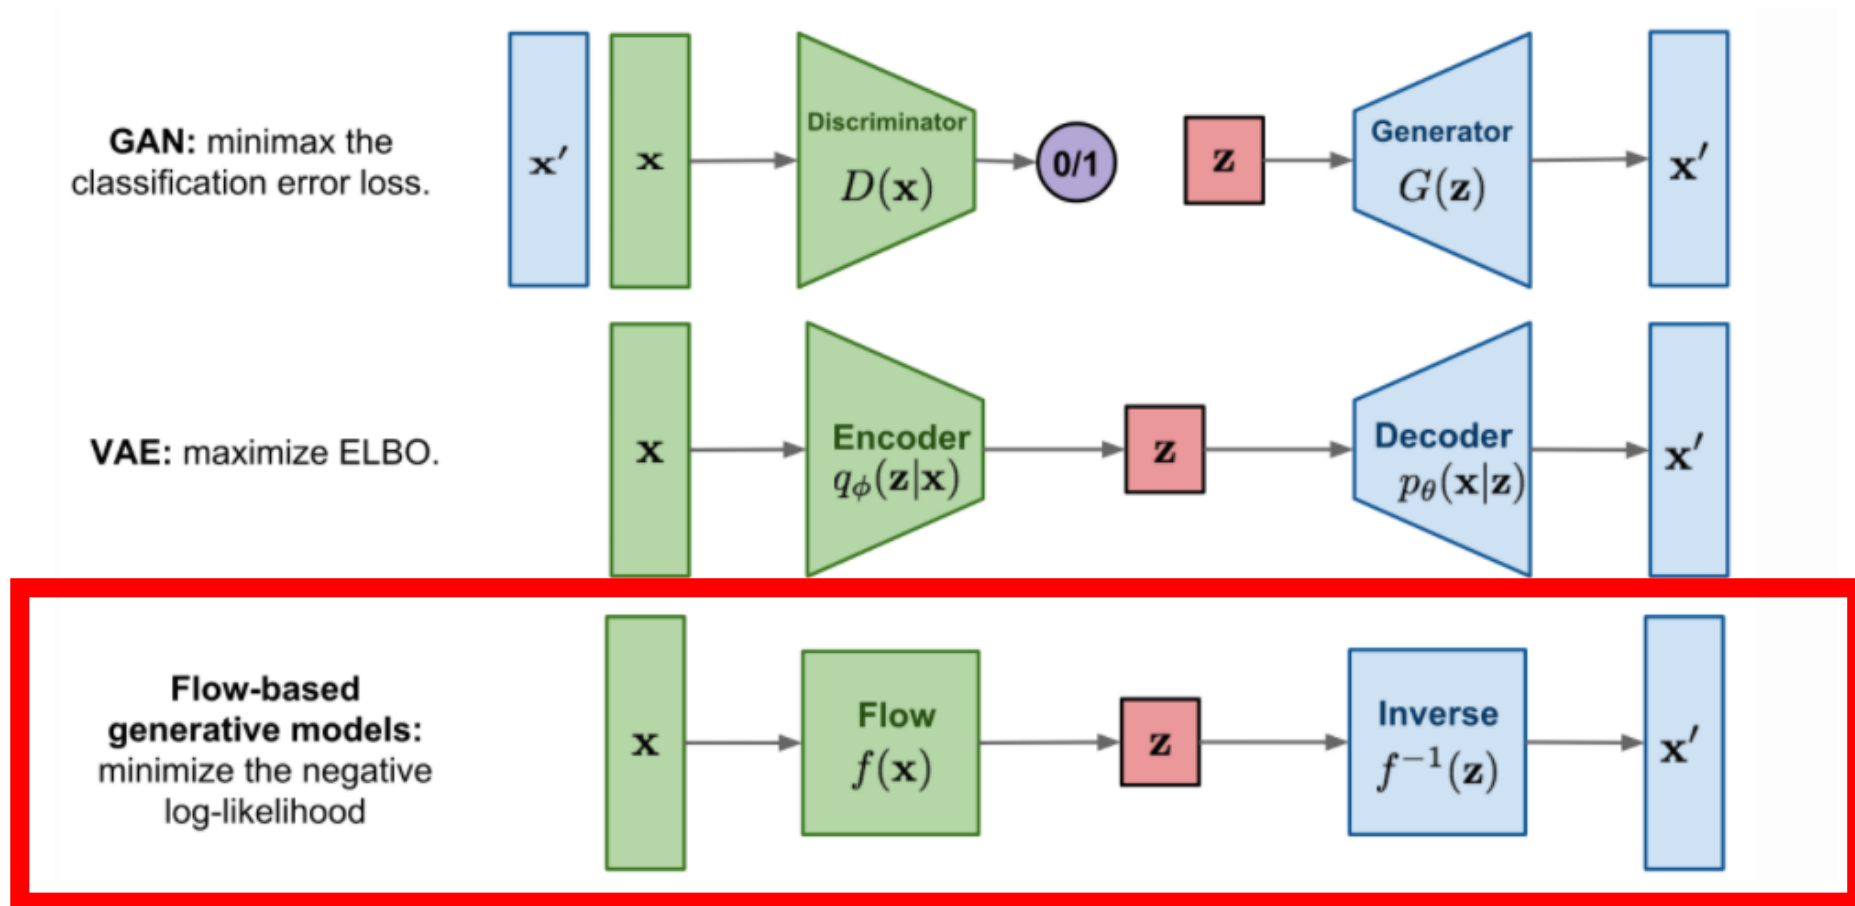 GAN: minimax the
classification error loss.
x′
x
Discriminator
D(x)
0/1
z
Generator
G(z)
x′
VAE: maximize ELBO.
x
Encoder
qϕ(z|x)
z
Decoder
pθ(x|z)
x′
Flow-based
generative models:
minimize the negative
log-likelihood
x
Flow
f(x)
z
Inverse
f⁻¹(z)
x′